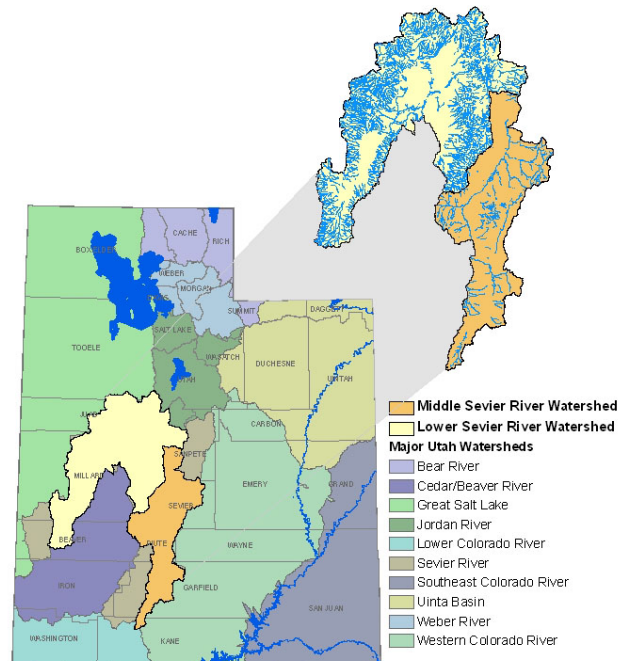 CACHE
RICH
BOX ELDER
WEBER
MORGAN
SUMMIT
DAGGETT
SALT LAKE
TOOELE
WASATCH
DUCHESNE
UINTAH
UTAH
JUAB
CARBON
SANPETE
MILLARD
EMERY
GRAND
SEVIER
BEAVER
PIUTE
WAYNE
IRON
GARFIELD
SAN JUAN
WASHINGTON
KANE
Middle Sevier River Watershed
Lower Sevier River Watershed
Major Utah Watersheds
Bear River
Cedar/Beaver River
Great Salt Lake
Jordan River
Lower Colorado River
Sevier River
Southeast Colorado River
Uinta Basin
Weber River
Western Colorado River